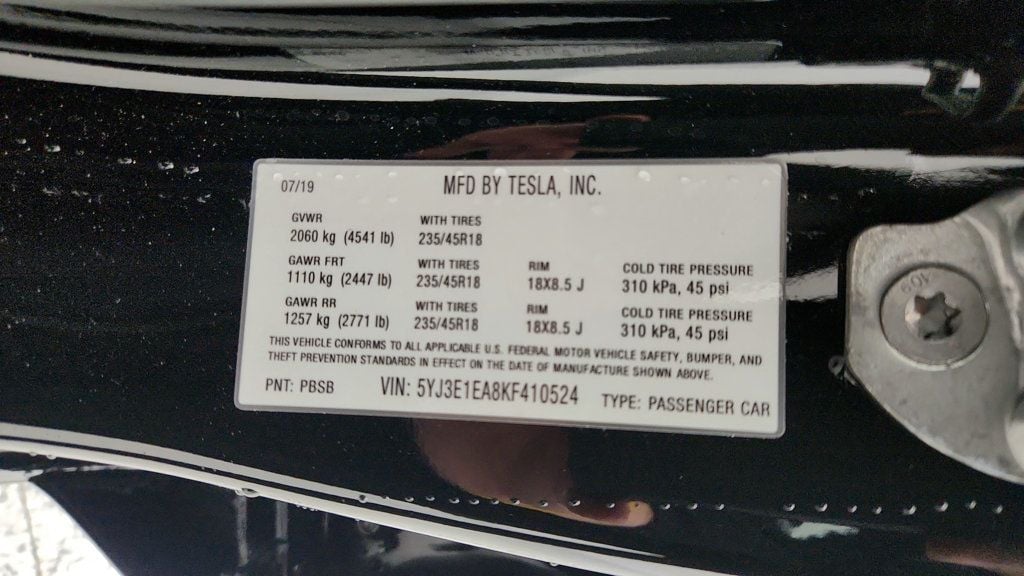 07/19 MFD BY TESLA, INC.
GVWR WITH TIRES
2060 kg (4541 lb) 235/45R18
GAWR FRT WITH TIRES RIM COLD TIRE PRESSURE
1110 kg (2447 lb) 235/45R18 18X8.5 J 310 kPa, 45 psi
GAWR RR WITH TIRES RIM COLD TIRE PRESSURE
1257 kg (2771 lb) 235/45R18 18X8.5 J 310 kPa, 45 psi
THIS VEHICLE CONFORMS TO ALL APPLICABLE U.S. FEDERAL MOTOR VEHICLE SAFETY, BUMPER, AND
THEFT PREVENTION STANDARDS IN EFFECT ON THE DATE OF MANUFACTURE SHOWN ABOVE.
PNT: PBSB VIN: 5YJ3E1EA8KF410524 TYPE: PASSENGER CAR
109